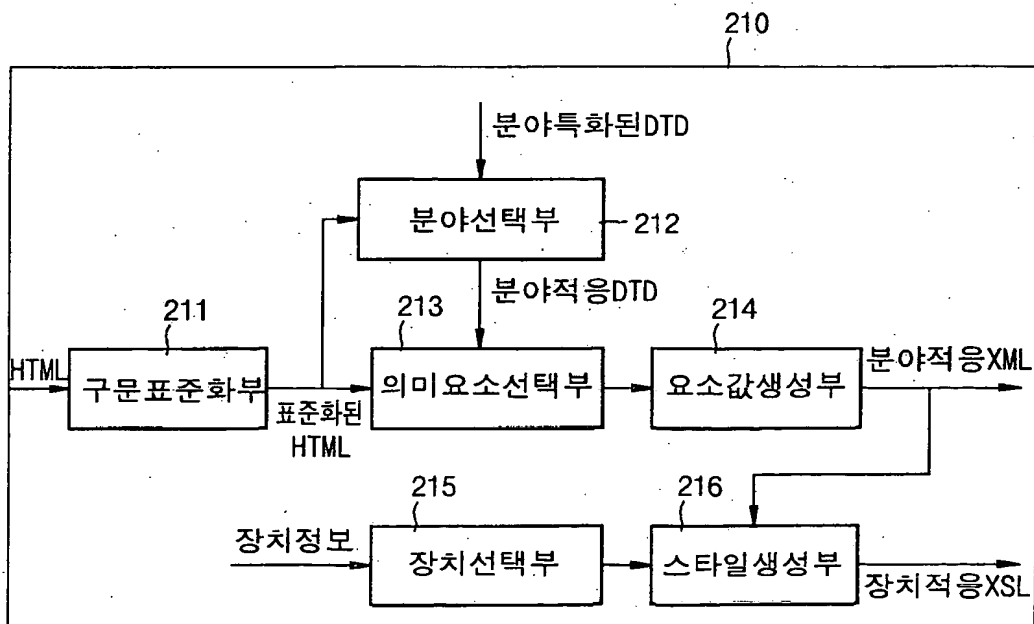 210
분야특화된DTD
분야선택부
212
분야적응DTD
211
213
214
HTML
구문표준화부
의미요소선택부
요소값생성부
분야적응XML
표준화된
HTML
215
216
장치정보
장치선택부
스타일생성부
장치적응XSL